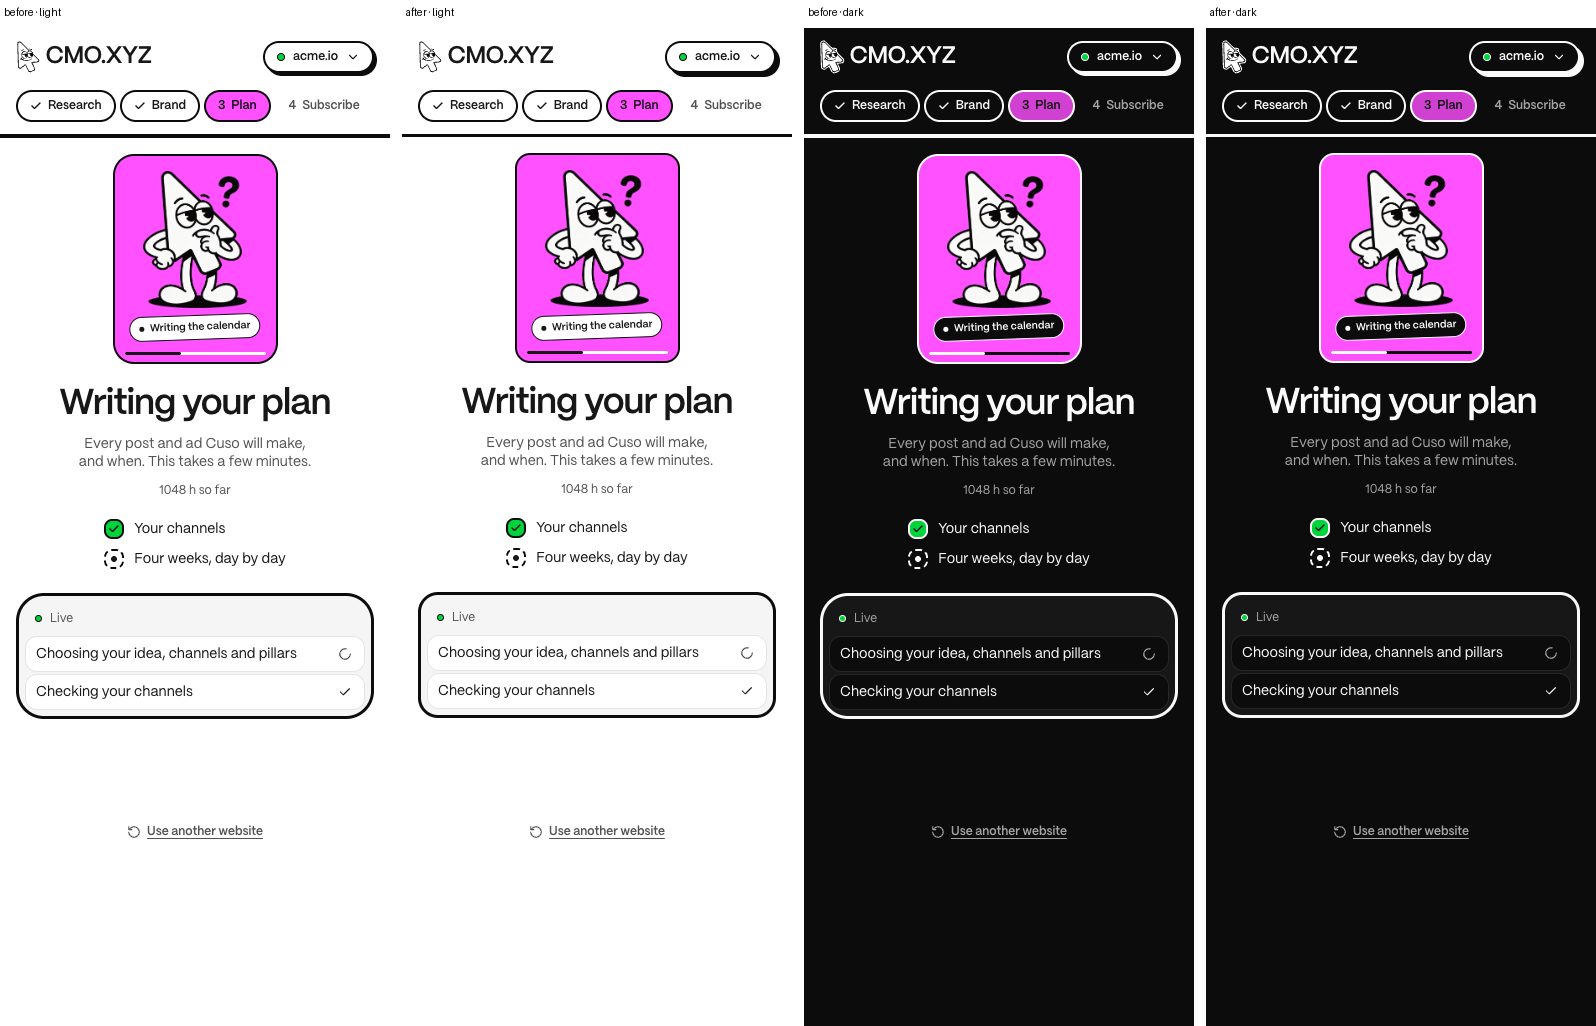 before · light
CMO.XYZ
acme.io
Research
Brand
3 Plan
4 Subscribe
?
Writing the calendar
Writing your plan
Every post and ad Cuso will make,
and when. This takes a few minutes.
1048 h so far
Your channels
Four weeks, day by day
Live
Choosing your idea, channels and pillars
Checking your channels
Use another website
after · light
CMO.XYZ
acme.io
Research
Brand
3 Plan
4 Subscribe
?
Writing the calendar
Writing your plan
Every post and ad Cuso will make,
and when. This takes a few minutes.
1048 h so far
Your channels
Four weeks, day by day
Live
Choosing your idea, channels and pillars
Checking your channels
Use another website
before · dark
CMO.XYZ
acme.io
Research
Brand
3 Plan
4 Subscribe
?
Writing the calendar
Writing your plan
Every post and ad Cuso will make,
and when. This takes a few minutes.
1048 h so far
Your channels
Four weeks, day by day
Live
Choosing your idea, channels and pillars
Checking your channels
Use another website
after · dark
CMO.XYZ
acme.io
Research
Brand
3 Plan
4 Subscribe
?
Writing the calendar
Writing your plan
Every post and ad Cuso will make,
and when. This takes a few minutes.
1048 h so far
Your channels
Four weeks, day by day
Live
Choosing your idea, channels and pillars
Checking your channels
Use another website